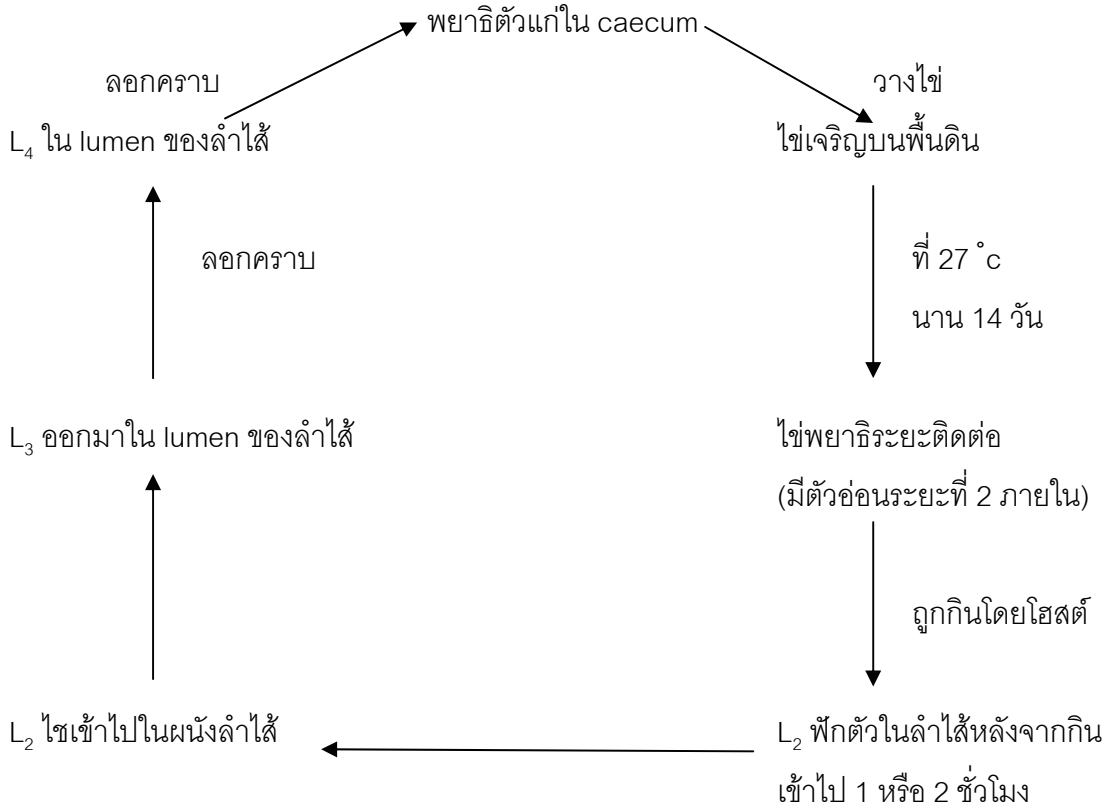 พยาธิตัวแก่ใน caecum
ลอกคราบ
วางไข่
L₄ ใน lumen ของลำไส้
ไข่เจริญบนพื้นดิน
ลอกคราบ
ที่ 27 ˚c
นาน 14 วัน
L₃ ออกมาใน lumen ของลำไส้
ไข่พยาธิระยะติดต่อ
(มีตัวอ่อนระยะที่ 2 ภายใน)
ถูกกินโดยโฮสต์
L₂ ไชเข้าไปในผนังลำไส้
L₂ ฟักตัวในลำไส้หลังจากกิน
เข้าไป 1 หรือ 2 ชั่วโมง